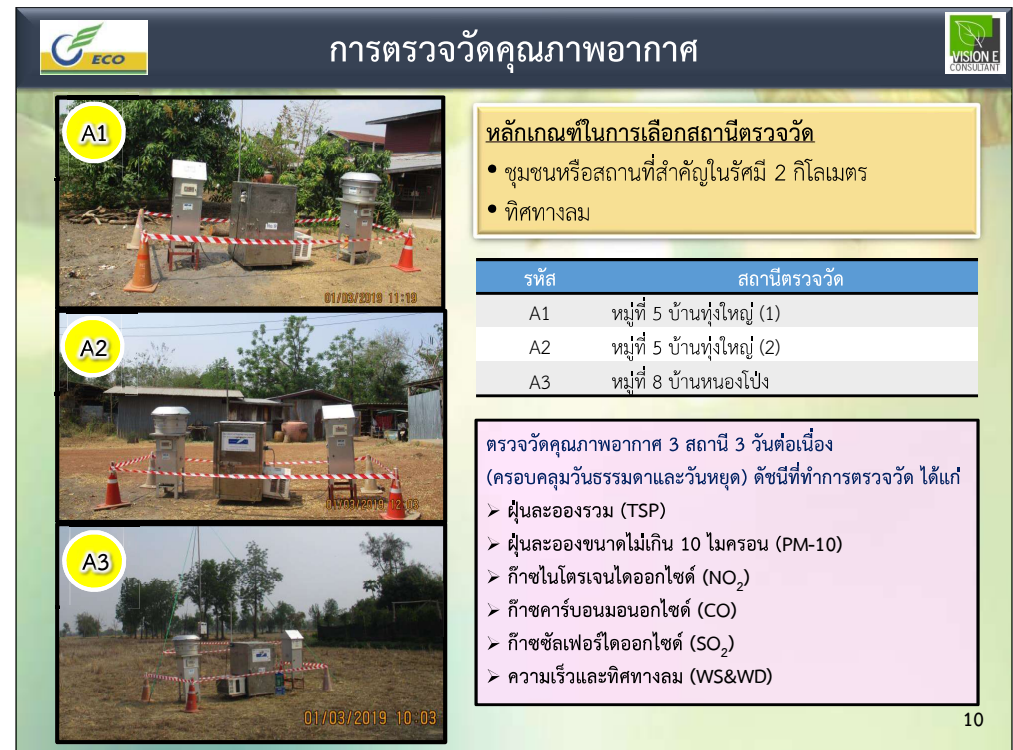 ECO
การตรวจวัดคุณภาพอากาศ
VISION E
CONSULTANT
A1
01/03/2019 11:19
A2
01/03/2019 12:03
A3
01/03/2019 10:03
หลักเกณฑ์ในการเลือกสถานีตรวจวัด
• ชุมชนหรือสถานที่สำคัญในรัศมี 2 กิโลเมตร
• ทิศทางลม
รหัส สถานีตรวจวัด
A1 หมู่ที่ 5 บ้านทุ่งใหญ่ (1)
A2 หมู่ที่ 5 บ้านทุ่งใหญ่ (2)
A3 หมู่ที่ 8 บ้านหนองโป่ง
ตรวจวัดคุณภาพอากาศ 3 สถานี 3 วันต่อเนื่อง
(ครอบคลุมวันธรรมดาและวันหยุด) ดัชนีที่ทำการตรวจวัด ได้แก่
➢ ฝุ่นละอองรวม (TSP)
➢ ฝุ่นละอองขนาดไม่เกิน 10 ไมครอน (PM-10)
➢ ก๊าซไนโตรเจนไดออกไซด์ (NO₂)
➢ ก๊าซคาร์บอนมอนอกไซด์ (CO)
➢ ก๊าซซัลเฟอร์ไดออกไซด์ (SO₂)
➢ ความเร็วและทิศทางลม (WS&WD)
10